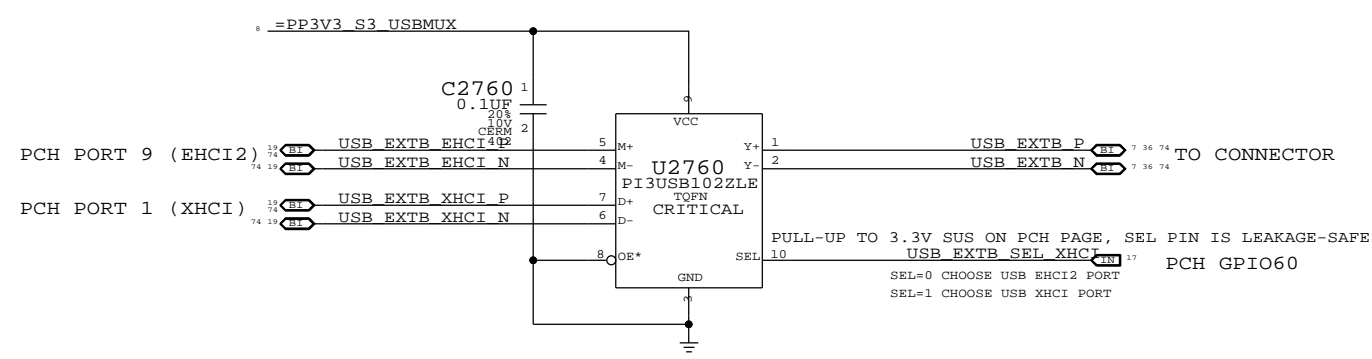 8 =PP3V3_S3_USBMUX
C2760 1
0.1UF
20%
10V
CERM 2
402
9
VCC
PCH PORT 9 (EHCI2) 19 74 BI USB_EXTB_EHCI_P 5 M+
74 19 BI USB_EXTB_EHCI_N 4 M-
PCH PORT 1 (XHCI) 19 74 BI USB_EXTB_XHCI_P 7 D+
74 19 BI USB_EXTB_XHCI_N 6 D-
8 OE*
U2760
PI3USB102ZLE
TQFN
CRITICAL
GND
3
Y+ 1 USB_EXTB_P BI 7 36 74
Y- 2 USB_EXTB_N BI 7 36 74
TO CONNECTOR
PULL-UP TO 3.3V SUS ON PCH PAGE, SEL PIN IS LEAKAGE-SAFE
SEL 10 USB_EXTB_SEL_XHCI IN 17 PCH GPIO60
SEL=0 CHOOSE USB EHCI2 PORT
SEL=1 CHOOSE USB XHCI PORT